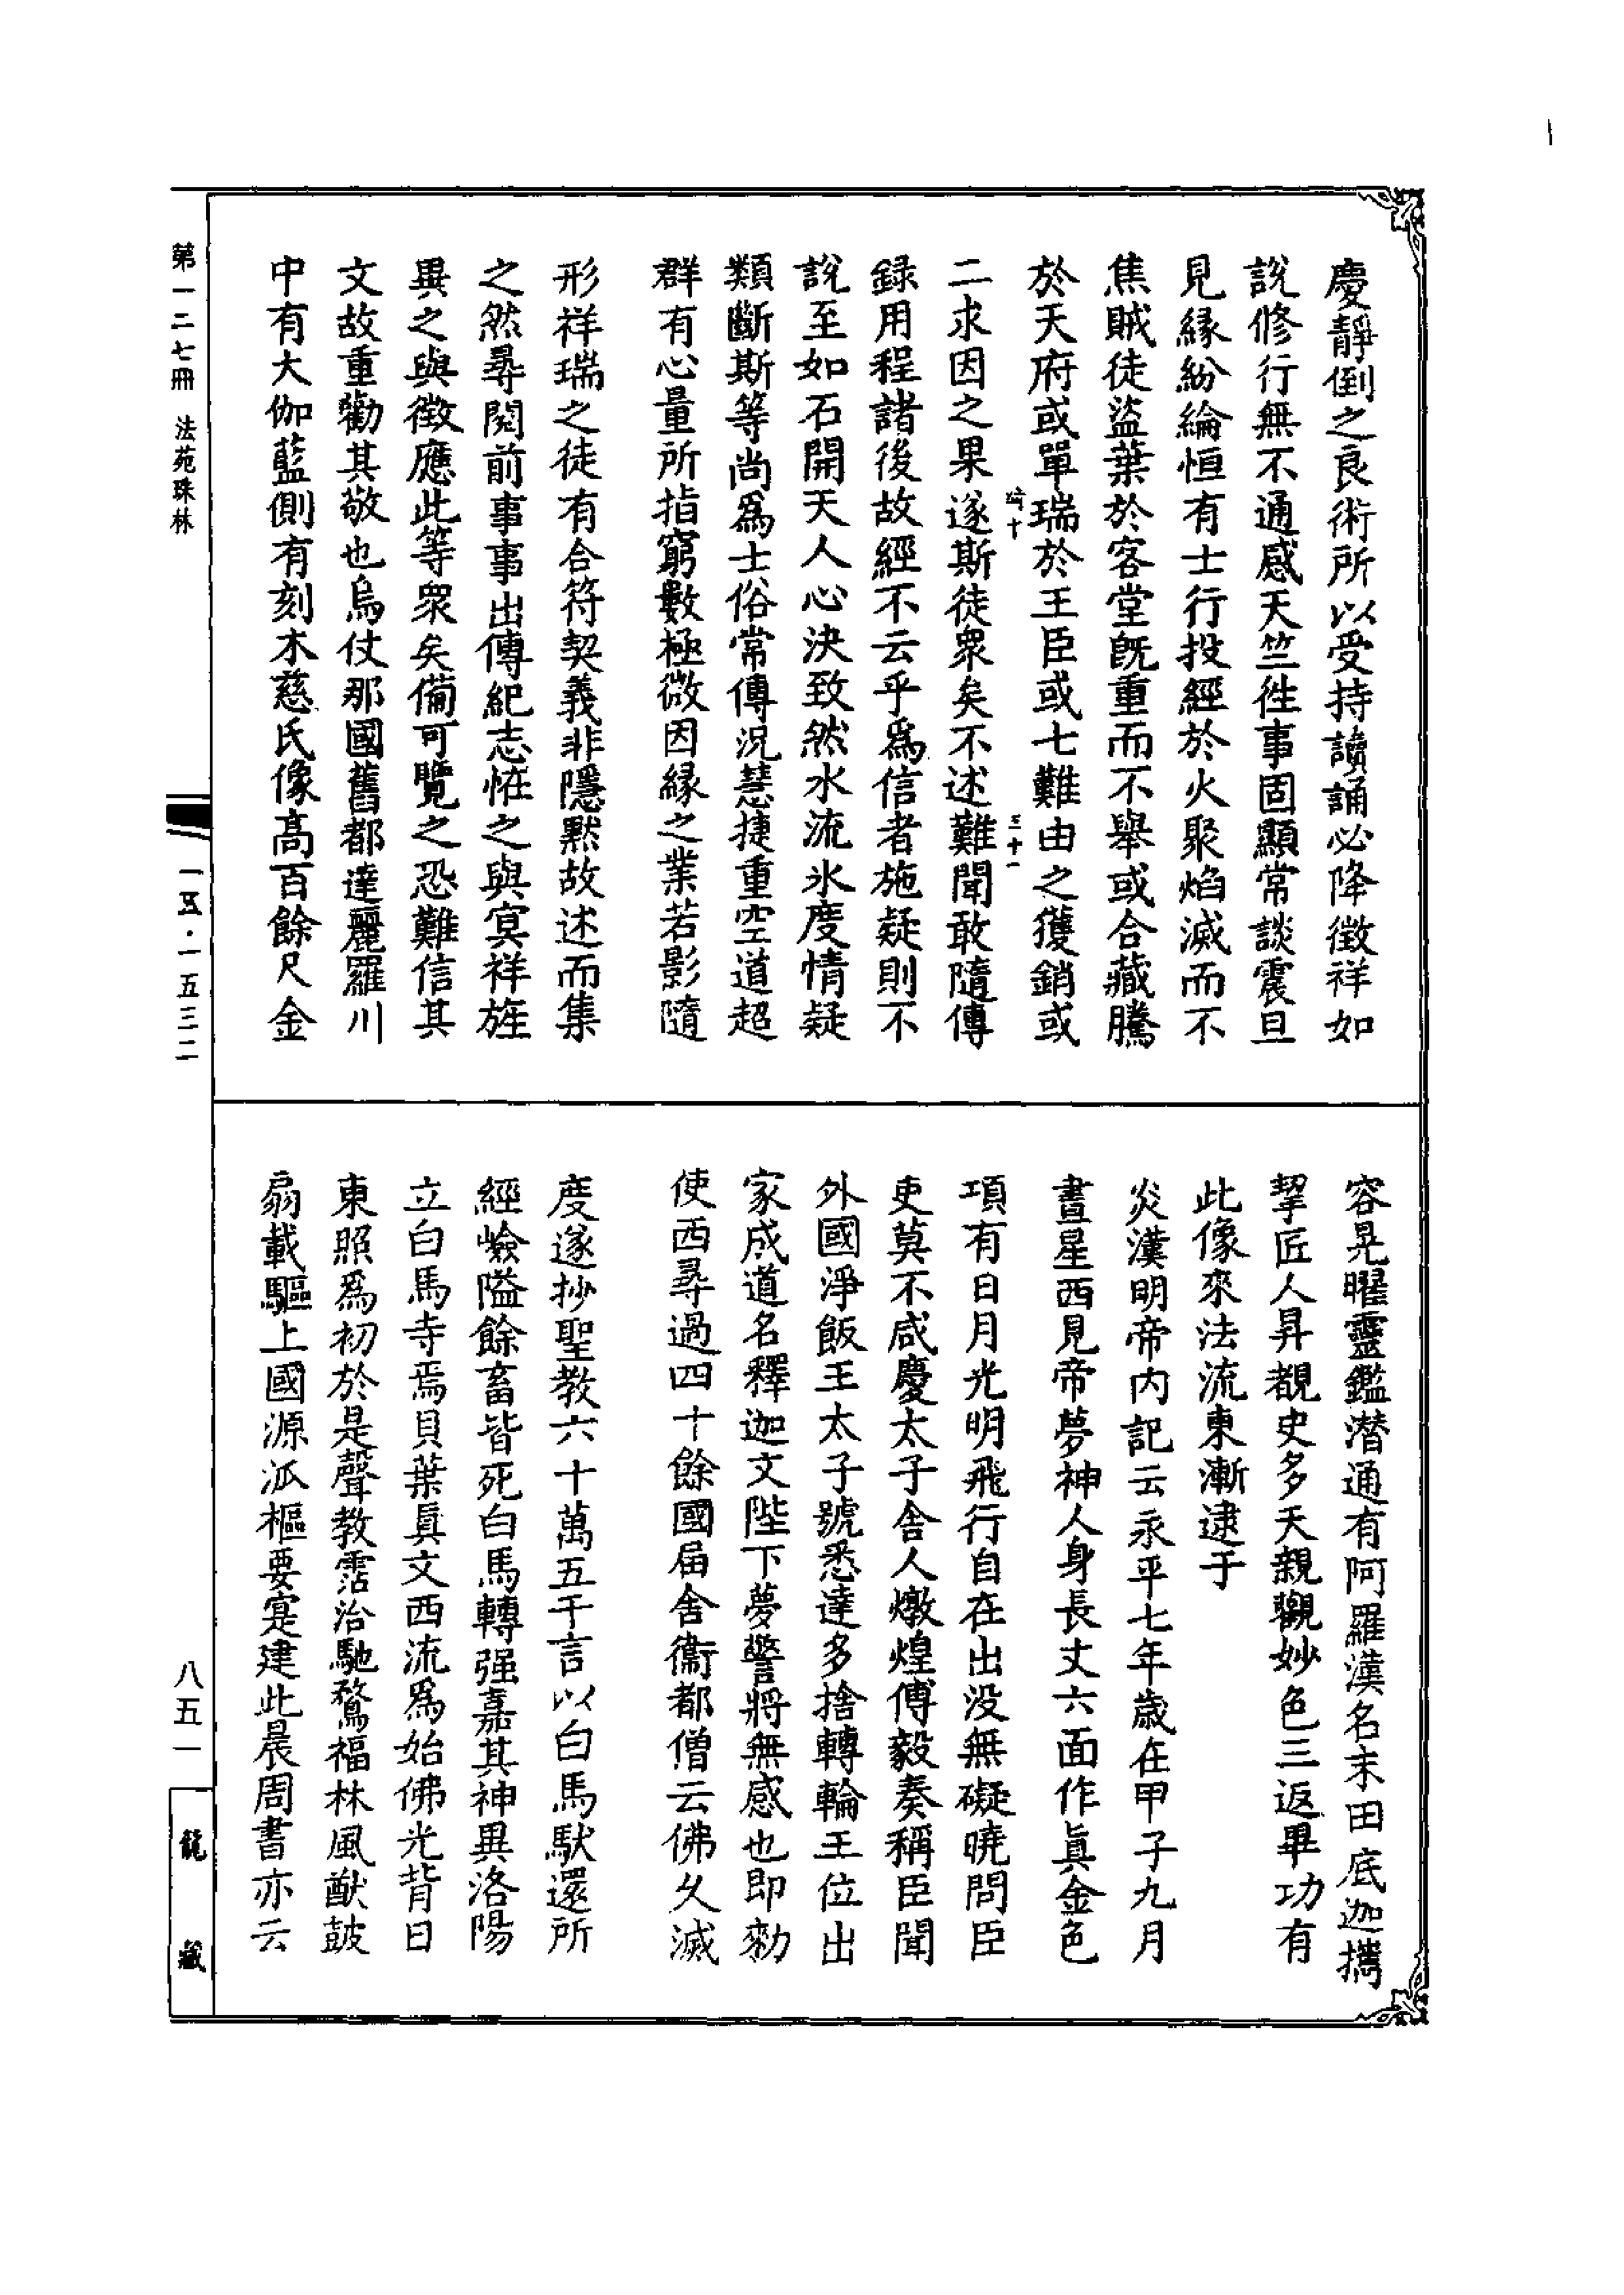 慶靜倒之良術所以受持讀誦必降徵祥如
說修行無不通感天竺徃事固顯常談震旦
見緣紛綸恒有士行投經於火聚焰滅而不
焦賊徒盜葉於客堂旣重而不舉或合藏騰
於天府或單瑞於王臣或七難由之獲銷或
二求因之果遂斯徒衆矣不述難聞敢隨傳
錄用程諸後故經不云乎爲信者施疑則不
說至如石開天人心決致然水流氷度情疑
類斷斯等尚爲士俗常傳況慧捷重空道超
群有心量所指窮數極微因緣之業若影隨
形祥瑞之徒有合符契義非隱黙故述而集
之然尋閱前事事出傳紀志恠之與冥祥旌
異之與徵應此等衆矣備可覽之恐難信其
文故重勸其敬也烏仗那國舊都達麗羅川
中有大伽藍側有刻木慈氏像高百餘尺金
容晃曜靈鑑潜通有阿羅漢名末田底迦攜
挈匠人昇覩史多天親觀妙色三返畢功有
此像來法流東漸逮于
炎漢明帝内記云永平七年歲在甲子九月
晝星西見帝夢神人身長丈六面作眞金色
項有日月光明飛行自在出没無礙曉問臣
吏莫不咸慶太子舎人燉煌傅毅奏稱臣聞
外國淨飯王太子號悉達多捨轉輪王位出
家成道名釋迦文陛下夢警將無感也即勑
使西尋過四十餘國屆舎衞都僧云佛久滅
度遂抄聖教六十萬五千言以白馬馱還所
經嶮隘餘畜皆死白馬轉强嘉其神異洛陽
立白馬寺焉貝葉眞文西流爲始佛光背日
東照爲初於是聲教霑洽馳騖福林風猷鼓
扇載驅上國源派樞要寔建此晨周書亦云
第一二七冊 法苑珠林
一五·一五三二
八五一
龍藏
三十一